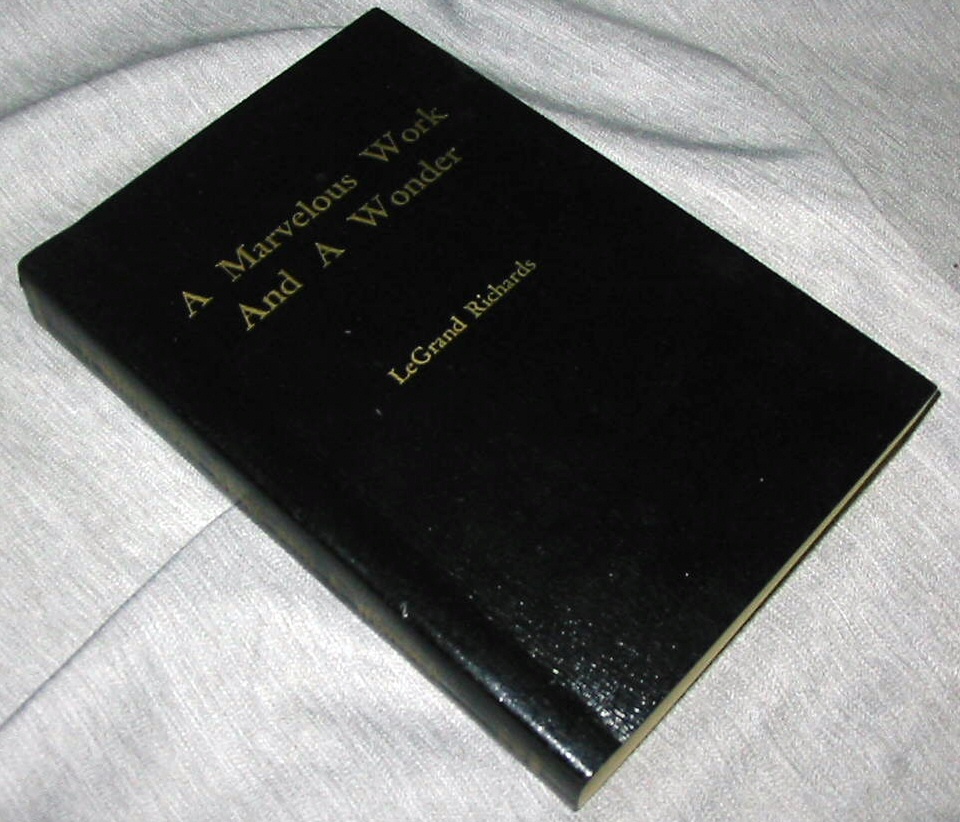 A Marvelous Work
And A Wonder
LeGrand Richards